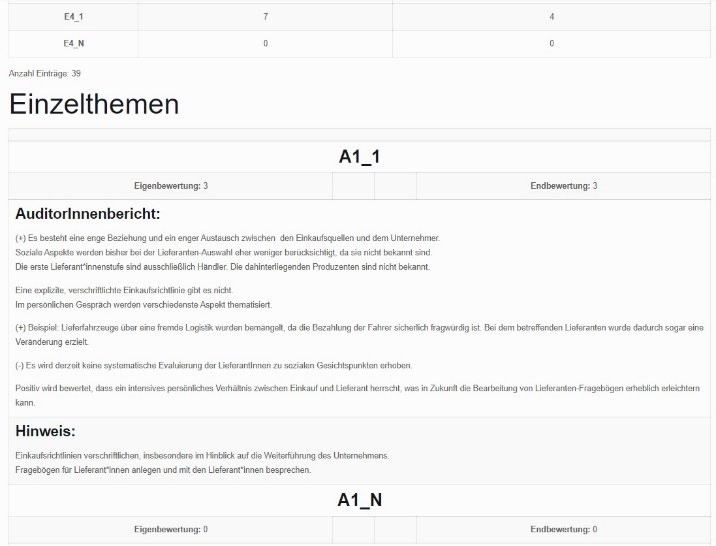 E4_1 7 4
E4_N 0 0
Anzahl Einträge: 39
Einzelthemen
A1_1
Eigenbewertung: 3 Endbewertung: 3
AuditorInnenbericht:
(+) Es besteht eine enge Beziehung und ein enger Austausch zwischen den Einkaufsquellen und dem Unternehmer.
Soziale Aspekte werden bisher bei der Lieferanten-Auswahl eher weniger berücksichtigt, da sie nicht bekannt sind.
Die erste Lieferant*innenstufe sind ausschließlich Händler. Die dahinterliegenden Produzenten sind nicht bekannt.
Eine explizite, verschriftlichte Einkaufsrichtlinie gibt es nicht.
Im persönlichen Gespräch werden verschiedenste Aspekt thematisiert.
(+) Beispiel: Lieferfahrzeuge über eine fremde Logistik wurden bemängelt, da die Bezahlung der Fahrer sicherlich fragwürdig ist. Bei dem betreffenden Lieferanten wurde dadurch sogar eine
Veränderung erzielt.
(-) Es wird derzeit keine systematische Evaluierung der LieferantInnen zu sozialen Gesichtspunkten erhoben.
Positiv wird bewertet, dass ein intensives persönliches Verhältnis zwischen Einkauf und Lieferant herrscht, was in Zukunft die Bearbeitung von Lieferanten-Fragebögen erheblich erleichtern
kann.
Hinweis:
Einkaufsrichtlinien verschriftlichen, insbesondere im Hinblick auf die Weiterführung des Unternehmens.
Fragebögen für Lieferant*innen anlegen und mit den Lieferant*innen besprechen.
A1_N
Eigenbewertung: 0 Endbewertung: 0